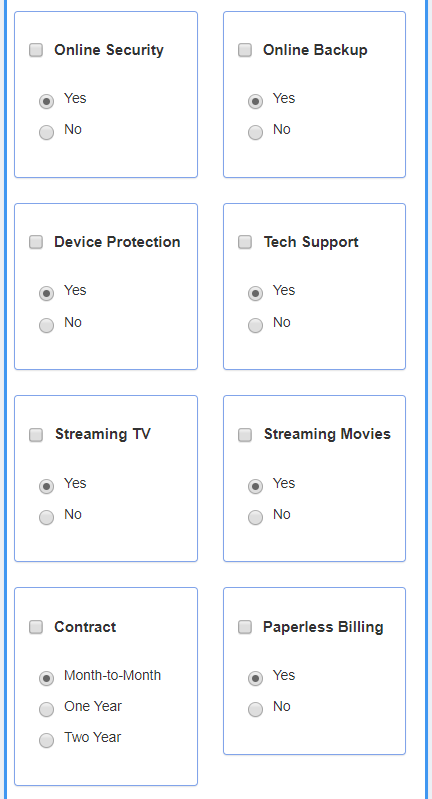 Online Security
Yes
No
Online Backup
Yes
No
Device Protection
Yes
No
Tech Support
Yes
No
Streaming TV
Yes
No
Streaming Movies
Yes
No
Contract
Month-to-Month
One Year
Two Year
Paperless Billing
Yes
No